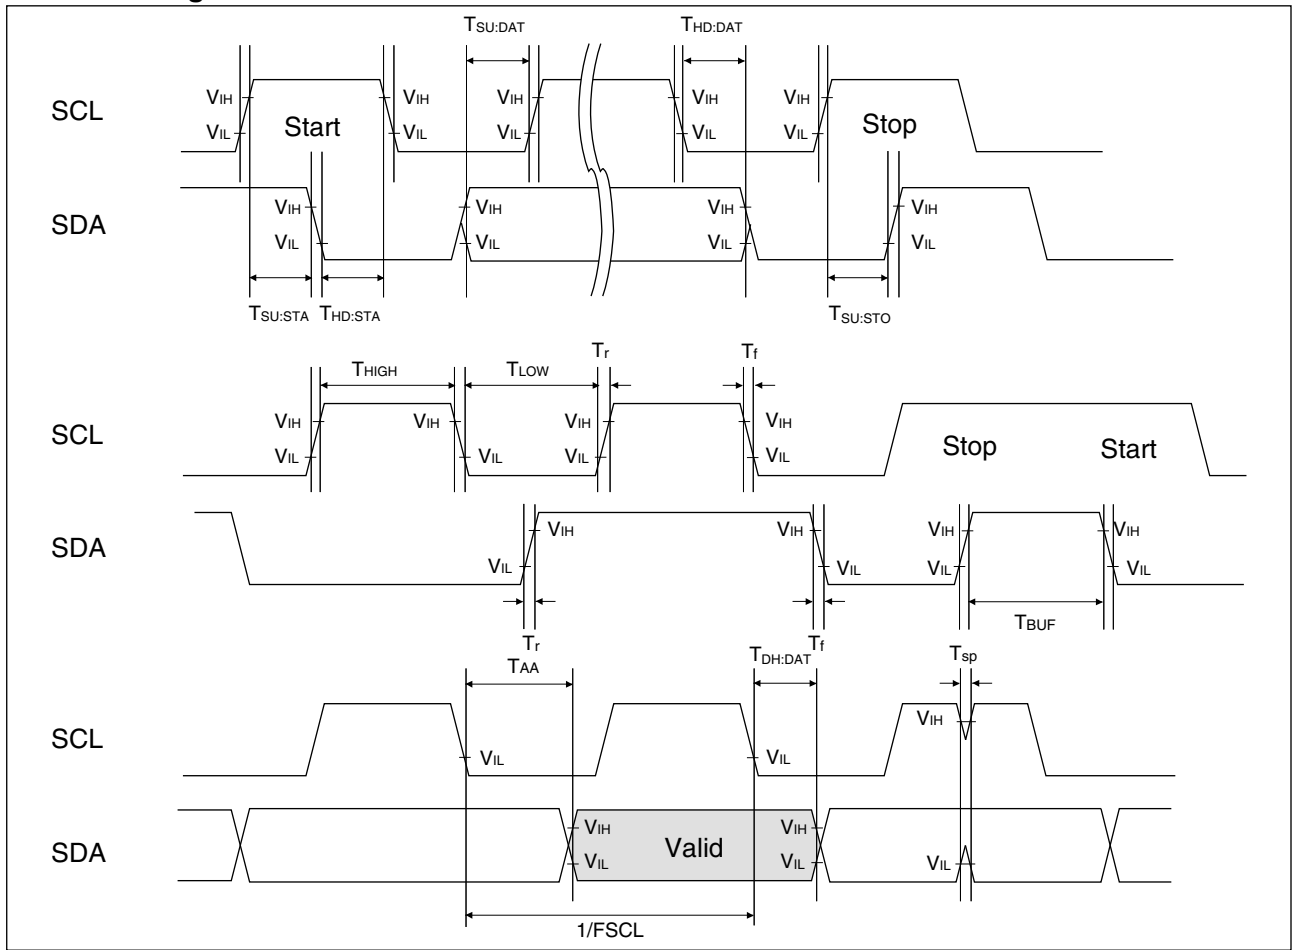 TSU:DAT THD:DAT
SCL VIH VIL Start VIH VIL VIH VIL VIH VIL VIH VIL Stop
SDA VIH VIL VIH VIL VIH VIL VIH VIL
TSU:STA THD:STA TSU:STO
THIGH TLOW Tr Tf
SCL VIH VIL VIH VIL VIH VIL VIH VIL Stop Start
SDA VIL VIH VIH VIL VIH VIL VIH VIL
Tr Tf TBUF
TAA TDH:DAT Tsp
SCL VIL VIL VIH
SDA VIH VIL Valid VIH VIL VIL
1/FSCL